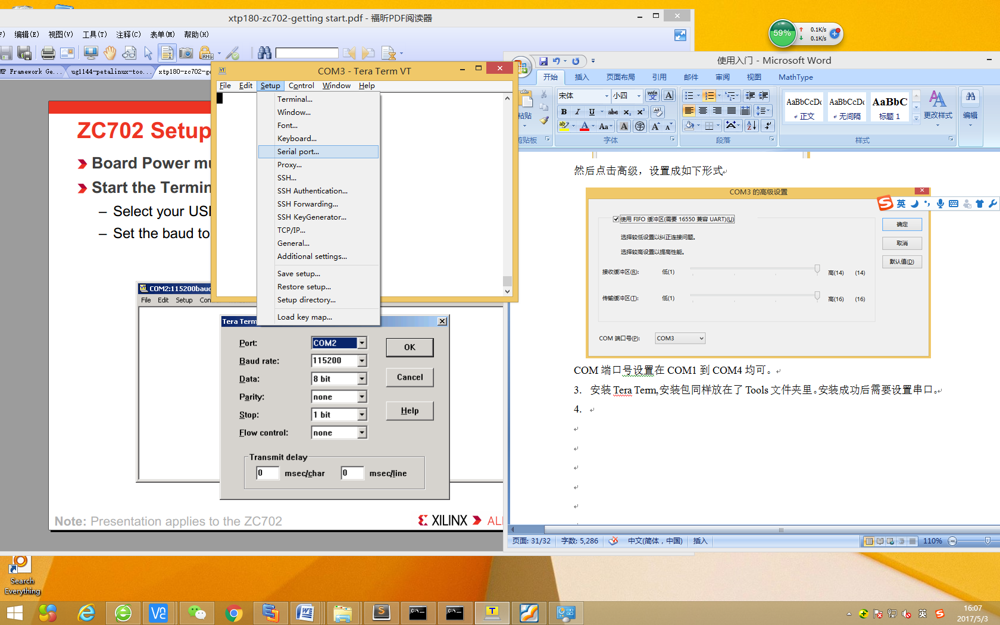 xtp180-zc702-getting start.pdf - 福昕PDF阅读器
编辑(E) 视图(V) 工具(T) 注释(C) 表单(M) 帮助(H)
MP Framework Ge... ug1144-petalinux-too... xtp180-zc702-ge
ZC702 Setup
Board Power mu
Start the Termin
– Select your USB
– Set the baud to
COM2:115200baud
File Edit Setup Con
Tera Term
Port: COM2
Baud rate: 115200
Data: 8 bit
Parity: none
Stop: 1 bit
Flow control: none
OK
Cancel
Help
Transmit delay
0 msec/char 0 msec/line
Note: Presentation applies to the ZC702
XILINX ALL
COM3 - Tera Term VT
File Edit Setup Control Window Help
Terminal...
Window...
Font...
Keyboard...
Serial port...
Proxy...
SSH...
SSH Authentication...
SSH Forwarding...
SSH KeyGenerator...
TCP/IP...
General...
Additional settings...
Save setup...
Restore setup...
Setup directory...
Load key map...
59% 0.1K/s
0.1K/s
使用入门 - Microsoft Word
开始 插入 页面布局 引用 邮件 审阅 视图 MathType
粘贴 宋体 小四
AaBbCcDc AaBbCcDc AaBbC
正文 无间隔 标题 1 更改样式 编辑
剪贴板 字体 段落 样式
然后点击高级，设置成如下形式
COM3 的高级设置
使用 FIFO 缓冲区(需要 16550 兼容 UART)(U)
选择较低设置以纠正连接问题。
选择较高设置以提高性能。
接收缓冲区(R): 低(1) 高(14) (14)
传输缓冲区(T): 低(1) 高(16) (16)
COM 端口号(P): COM3
确定
取消
默认值(D)
英
COM 端口号设置在 COM1 到 COM4 均可。
3. 安装 Tera Term,安装包同样放在了 Tools 文件夹里。安装成功后需要设置串口。
4.
页面: 31/32 字数: 5,286 中文(简体，中国) 插入 110%
Search
Everything
英
16:07
2017/5/3